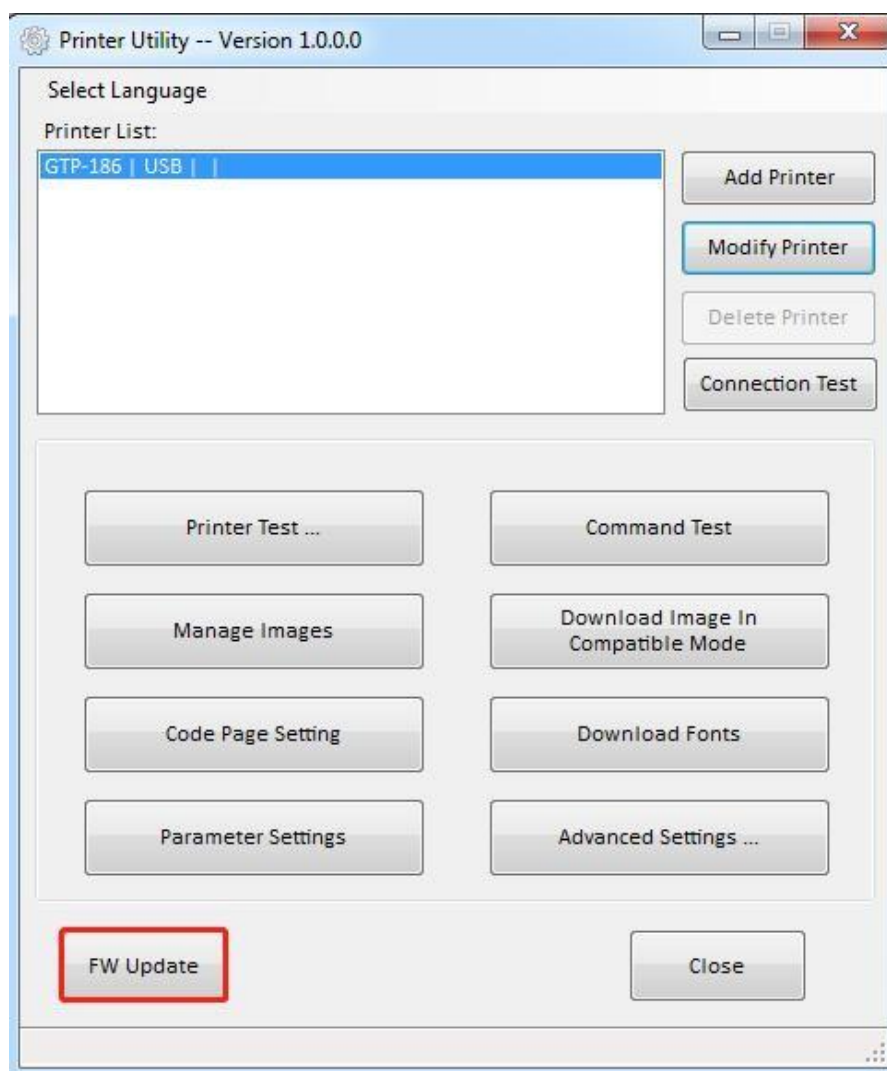 Printer Utility -- Version 1.0.0.0
Select Language
Printer List:
GTP-186 | USB | |
Add Printer
Modify Printer
Delete Printer
Connection Test
Printer Test ...
Command Test
Manage Images
Download Image In
Compatible Mode
Code Page Setting
Download Fonts
Parameter Settings
Advanced Settings ...
FW Update
Close